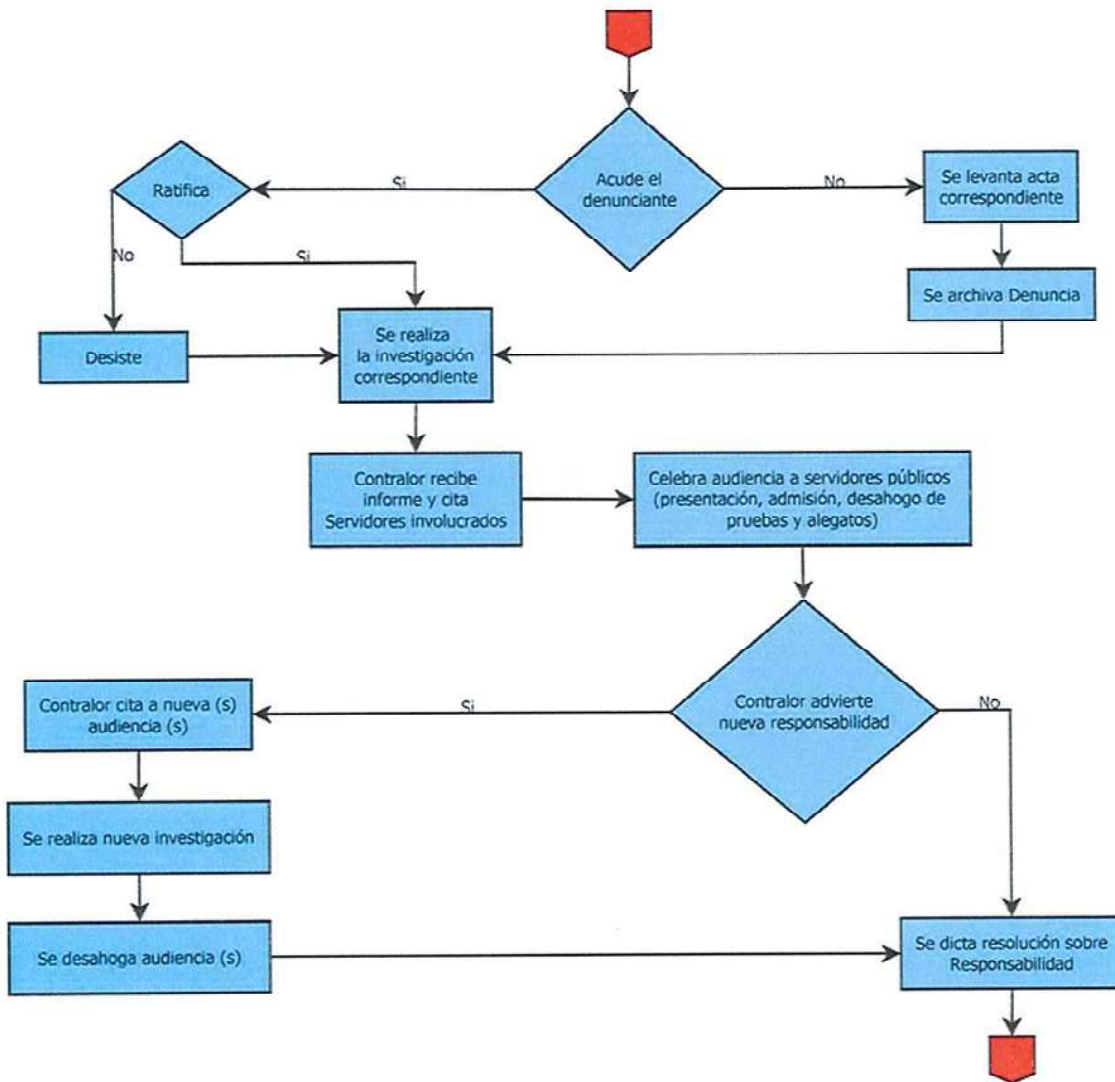 Acude el
denunciante
Si
No
Ratifica
Se levanta acta
correspondiente
No
Si
Se archiva Denuncia
Desiste
Se realiza
la investigación
correspondiente
Contralor recibe
informe y cita
Servidores involucrados
Celebra audiencia a servidores públicos
(presentación, admisión, desahogo de
pruebas y alegatos)
Contralor advierte
nueva responsabilidad
Si
No
Contralor cita a nueva (s)
audiencia (s)
Se realiza nueva investigación
Se desahoga audiencia (s)
Se dicta resolución sobre
Responsabilidad